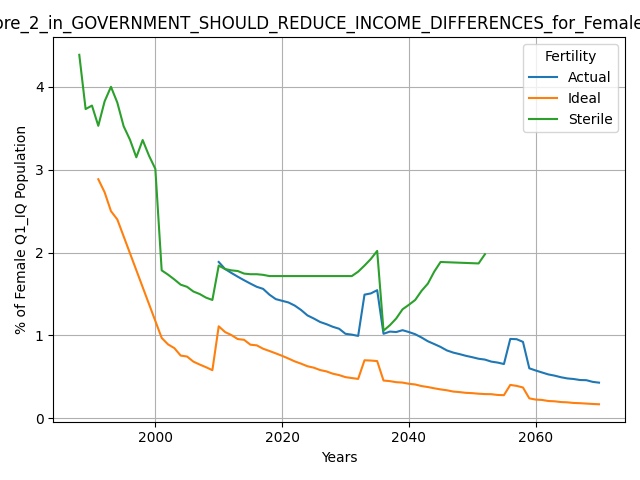 ore_2_in_GOVERNMENT_SHOULD_REDUCE_INCOME_DIFFERENCES_for_Female
Fertility
Actual
Ideal
Sterile
% of Female Q1_IQ Population
4
3
2
1
0
2000 2020 2040 2060
Years